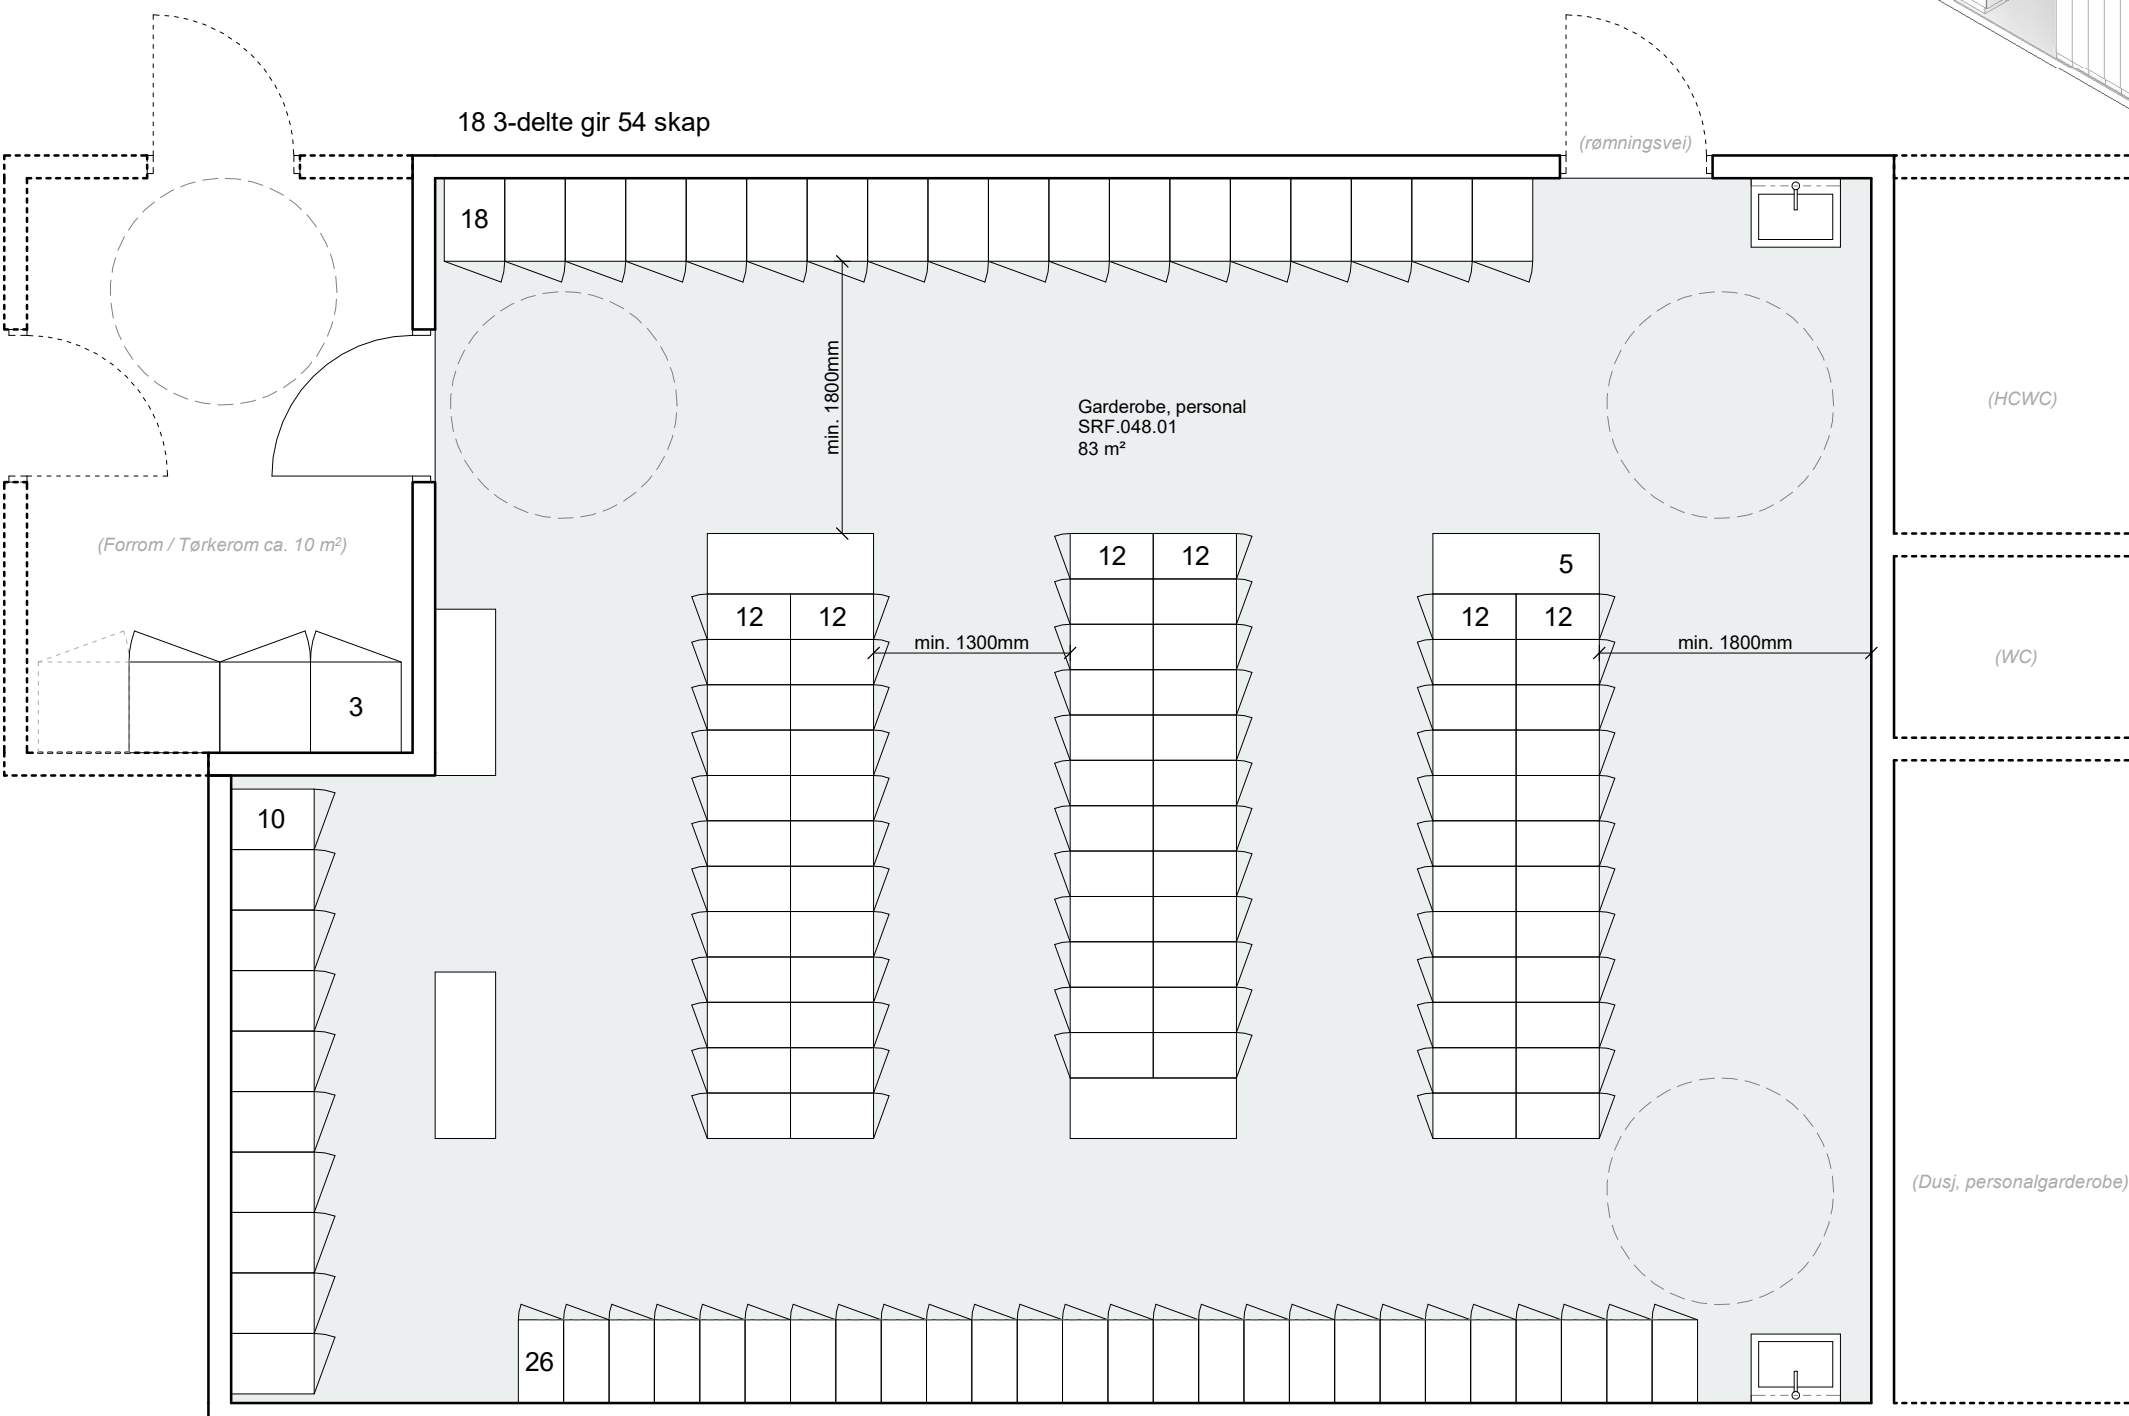 18 3-delte gir 54 skap
(rømningsvei)
18
min. 1800mm
Garderobe, personal
SRF.048.01
83 m²
(HCWC)
(Forrom / Tørkerom ca. 10 m²)
12 12
5
12 12
12 12
min. 1300mm
min. 1800mm
(WC)
3
10
(Dusj, personalgarderobe)
26